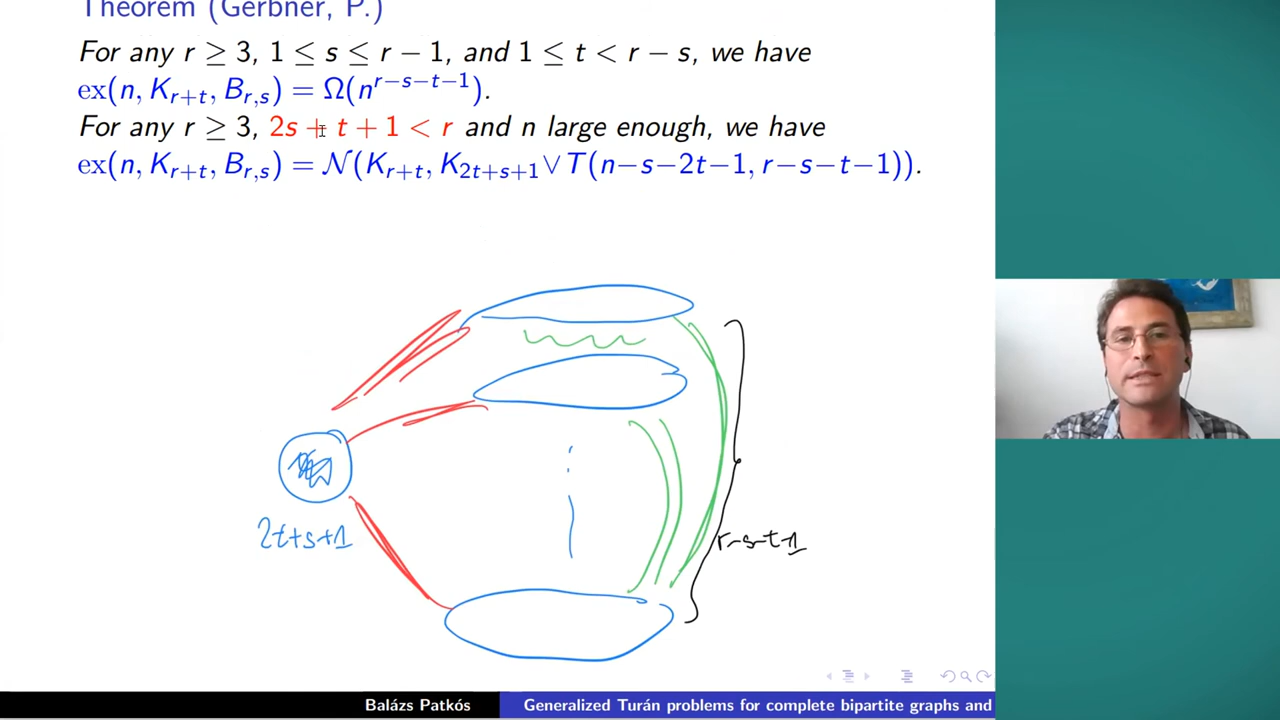 Theorem (Gerbner, P.)
For any r ≥ 3, 1 ≤ s ≤ r − 1, and 1 ≤ t < r − s, we have
ex(n, K_{r+t}, B_{r,s}) = Ω(n^{r−s−t−1}).
For any r ≥ 3, 2s + t + 1 < r and n large enough, we have
ex(n, K_{r+t}, B_{r,s}) = N(K_{r+t}, K_{2t+s+1} ∨ T(n−s−2t−1, r−s−t−1)).
2t+s+1
r-s-t-1
Balázs Patkós
Generalized Turán problems for complete bipartite graphs and